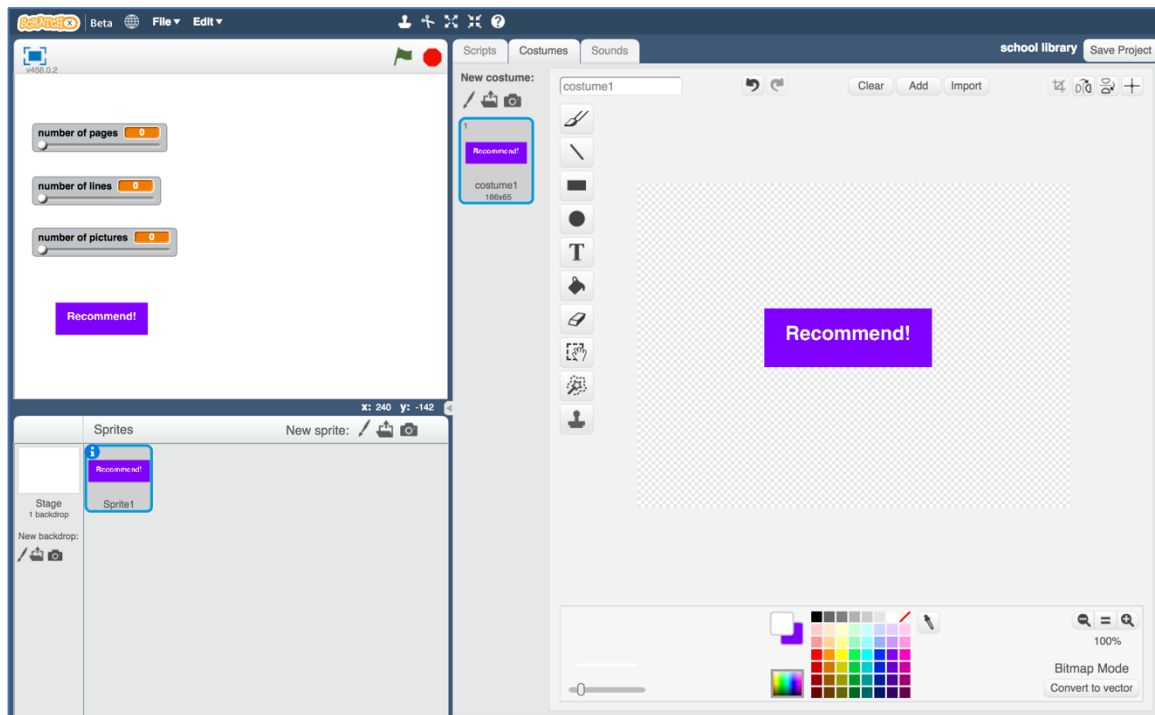 SCRATCHX Beta File Edit
v456.0.2
number of pages 0
number of lines 0
number of pictures 0
Recommend!
x: 240 y: -142
Sprites New sprite:
Stage
1 backdrop
New backdrop:
Recommend!
Sprite1
Scripts Costumes Sounds
school library Save Project
New costume:
1
Recommend!
costume1
186x65
costume1
Clear Add Import
T
Recommend!
100%
Bitmap Mode
Convert to vector